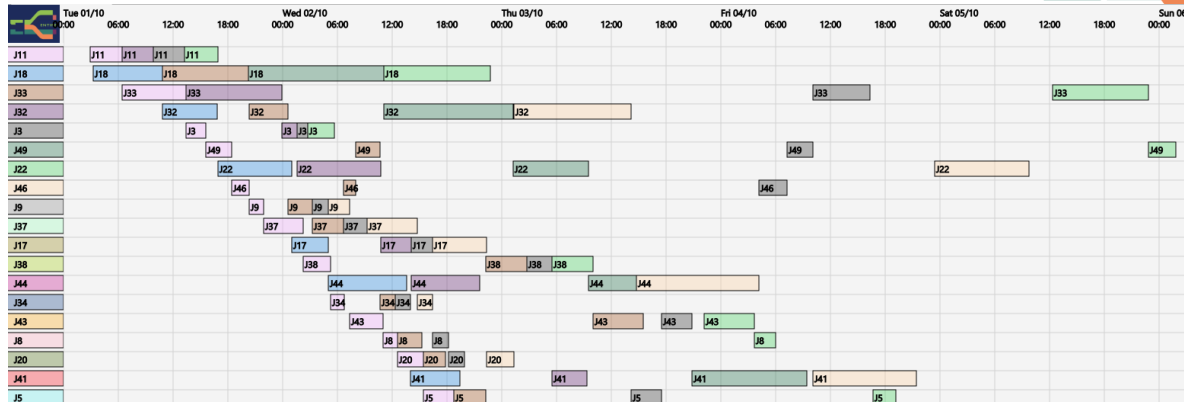 Tue 01/10 Wed 02/10 Thu 03/10 Fri 04/10 Sat 05/10 Sun 06
00:00 06:00 12:00 18:00 00:00 06:00 12:00 18:00 00:00 06:00 12:00 18:00 00:00 06:00 12:00 18:00 00:00 06:00 12:00 18:00 00:00
J11 J11 J11 J11 J11
J18 J18 J18 J18 J18
J33 J33 J33 J33 J33
J32 J32 J32 J32 J32
J3 J3 J3 J3 J3
J49 J49 J49 J49 J49
J22 J22 J22 J22 J22
J46 J46 J46 J46
J9 J9 J9 J9 J9
J37 J37 J37 J37 J37
J17 J17 J17 J17 J17
J38 J38 J38 J38 J38
J44 J44 J44 J44 J44
J34 J34 J34 J34 J34
J43 J43 J43 J43 J43
J8 J8 J8 J8 J8
J20 J20 J20 J20 J20
J41 J41 J41 J41 J41
J5 J5 J5 J5 J5